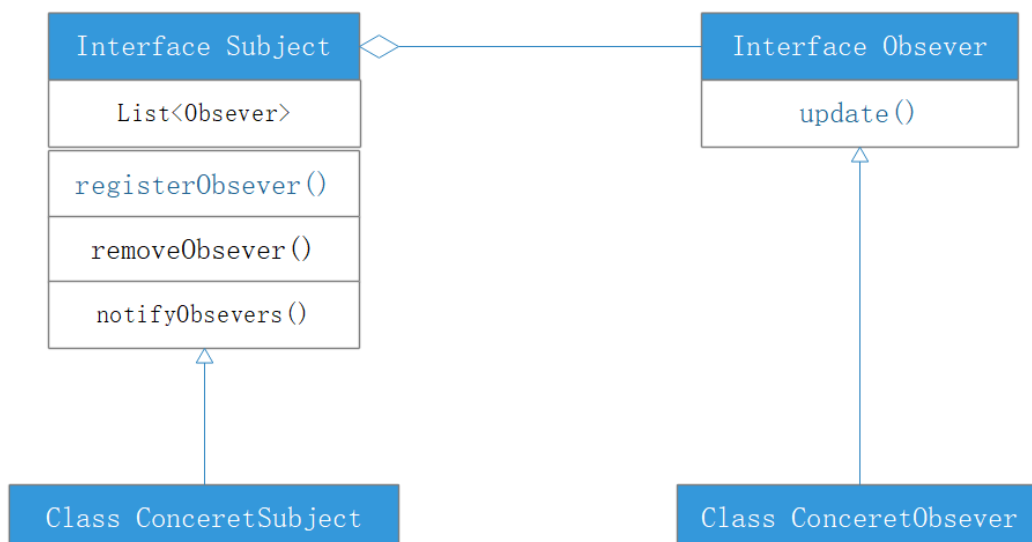 Interface Subject
List<Obsever>
registerObsever()
removeObsever()
notifyObsevers()
Interface Obsever
update()
Class ConceretSubject
Class ConceretObsever